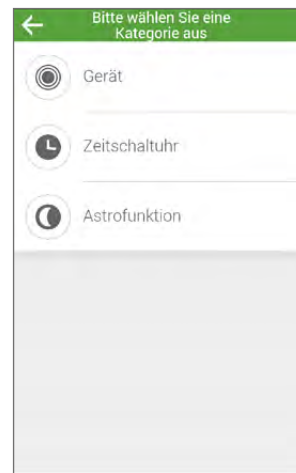 Bitte wählen Sie eine
Kategorie aus
Gerät
Zeitschaltuhr
Astrofunktion